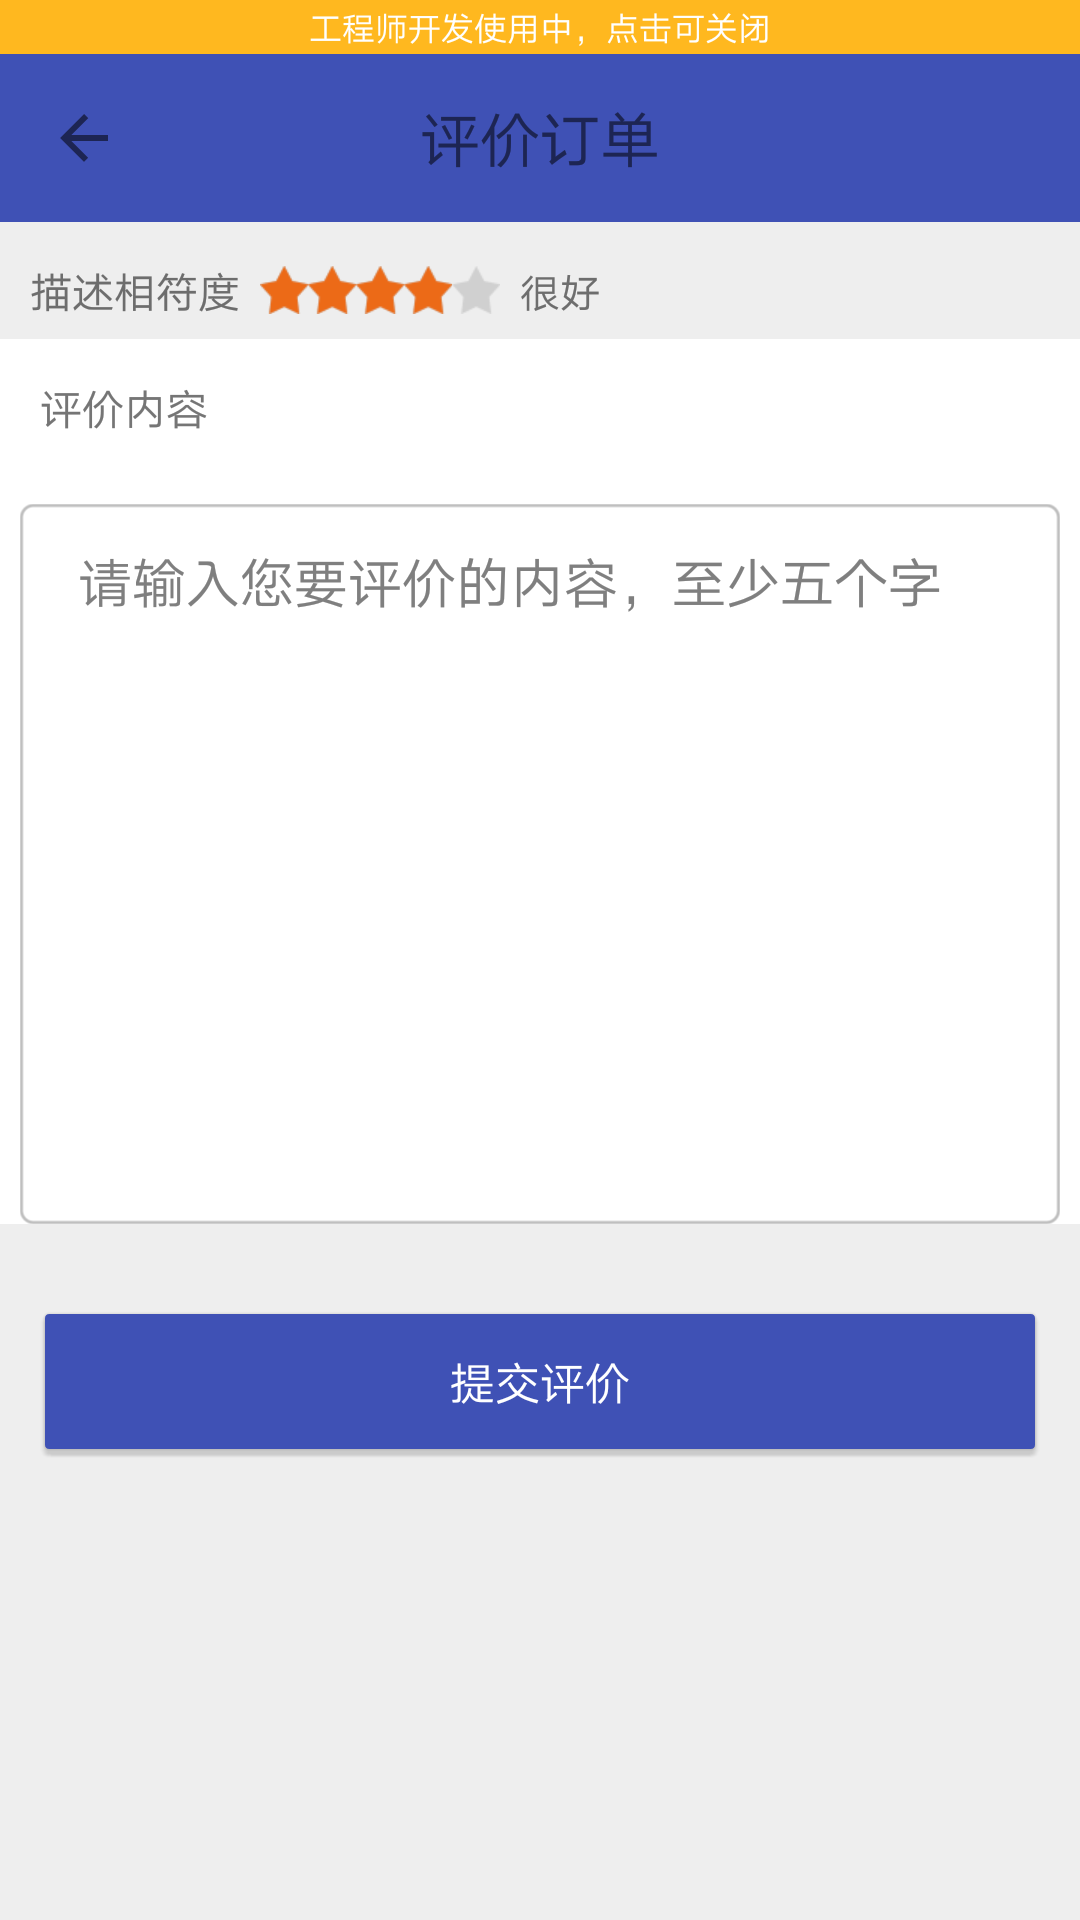 工程师开发使用中，点击可关闭
评价订单
描述相符度 很好
评价内容
请输入您要评价的内容，至少五个字
提交评价